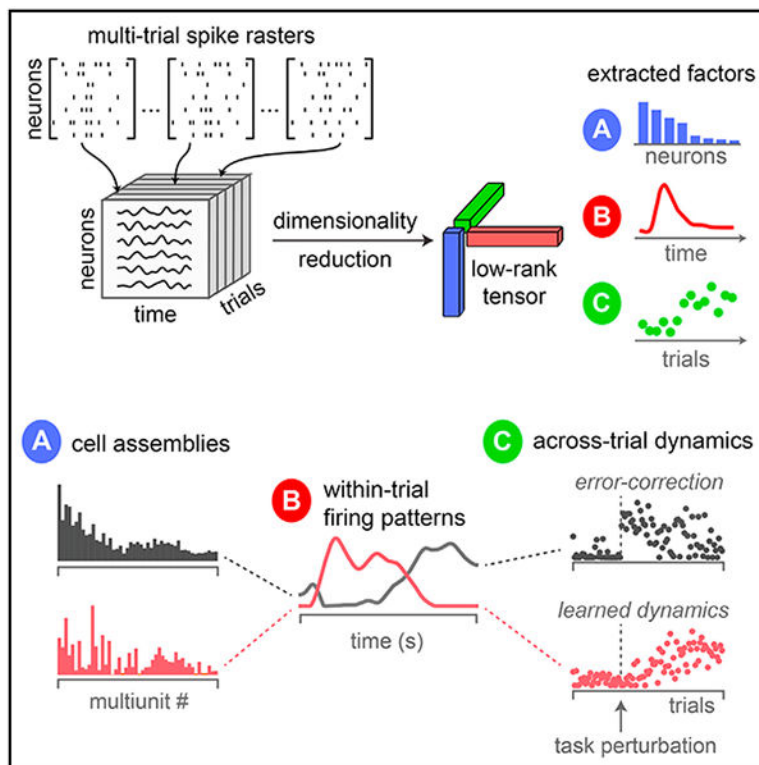 multi-trial spike rasters
neurons
...
...
extracted factors
A
neurons
B
time
C
trials
neurons
time
trials
dimensionality
reduction
low-rank
tensor
A cell assemblies
multiunit #
B within-trial
firing patterns
time (s)
C across-trial dynamics
error-correction
learned dynamics
trials
task perturbation